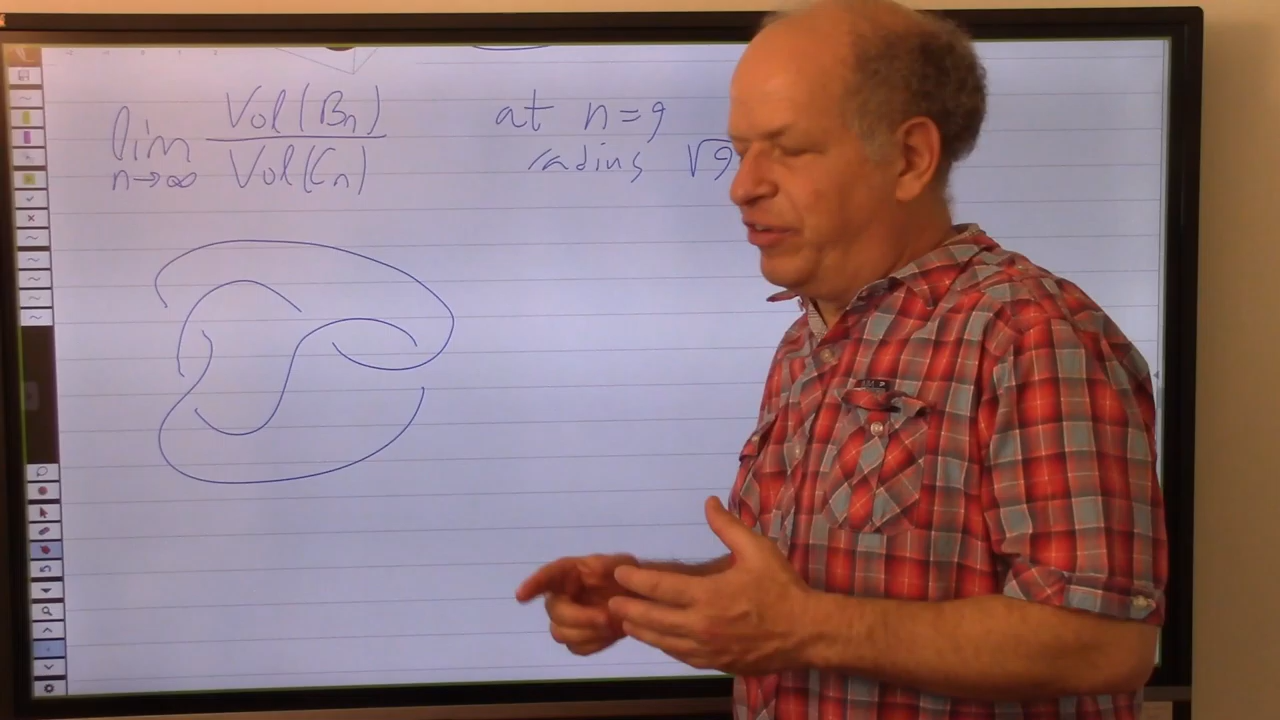 lim n→∞ Vol(Bn) / Vol(Cn)
at n=9
radius √9